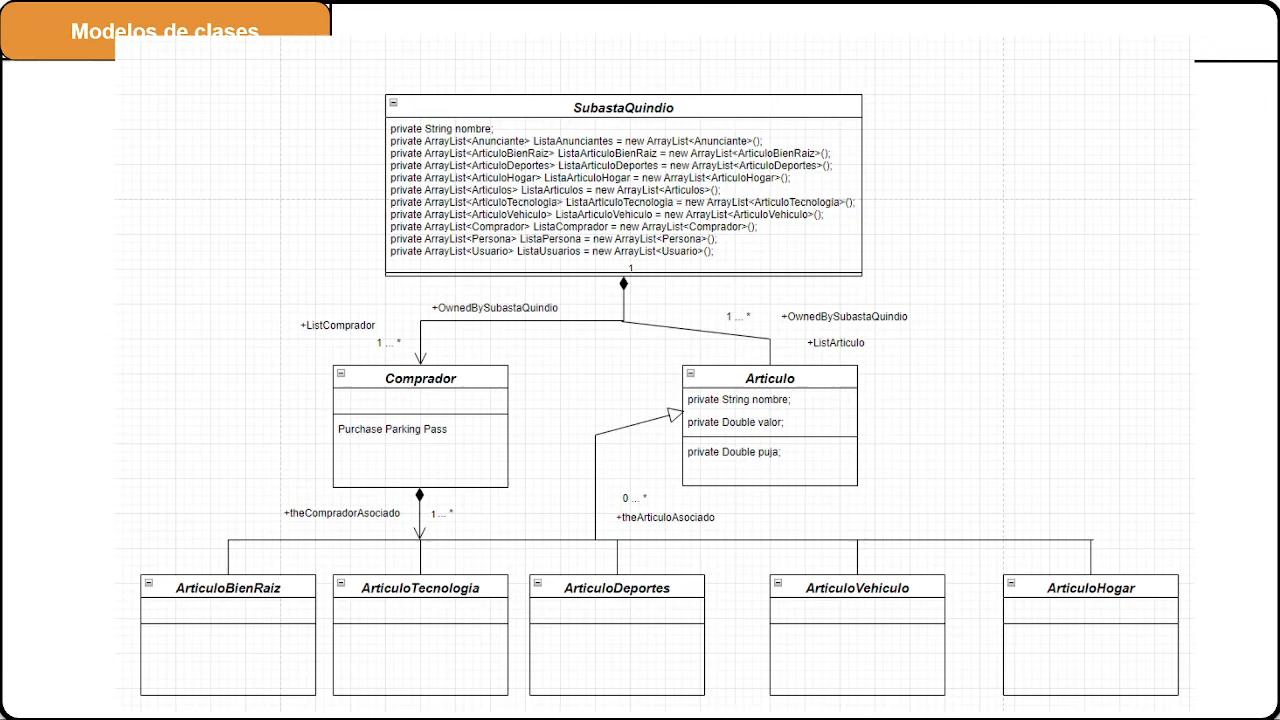 Modelos de clases
SubastaQuindio
private String nombre;
private ArrayList<Anunciante> ListaAnunciantes = new ArrayList<Anunciante>();
private ArrayList<ArticuloBienRaiz> ListaArticuloBienRaiz = new ArrayList<ArticuloBienRaiz>();
private ArrayList<ArticuloDeportes> ListaArticuloDeportes = new ArrayList<ArticuloDeportes>();
private ArrayList<ArticuloHogar> ListaArticuloHogar = new ArrayList<ArticuloHogar>();
private ArrayList<Articulos> ListaArticulos = new ArrayList<Articulos>();
private ArrayList<ArticuloTecnologia> ListaArticuloTecnologia = new ArrayList<ArticuloTecnologia>();
private ArrayList<ArticuloVehiculo> ListaArticuloVehiculo = new ArrayList<ArticuloVehiculo>();
private ArrayList<Comprador> ListaComprador = new ArrayList<Comprador>();
private ArrayList<Persona> ListaPersona = new ArrayList<Persona>();
private ArrayList<Usuario> ListaUsuarios = new ArrayList<Usuario>();
1
+OwnedBySubastaQuindio
1 ... *
+OwnedBySubastaQuindio
+ListComprador
1 ... *
+ListArticulo
Comprador
Purchase Parking Pass
Articulo
private String nombre;
private Double valor;
private Double puja;
+theCompradorAsociado
1 ... *
0 ... *
+theArticuloAsociado
ArticuloBienRaiz
ArticuloTecnologia
ArticuloDeportes
ArticuloVehiculo
ArticuloHogar